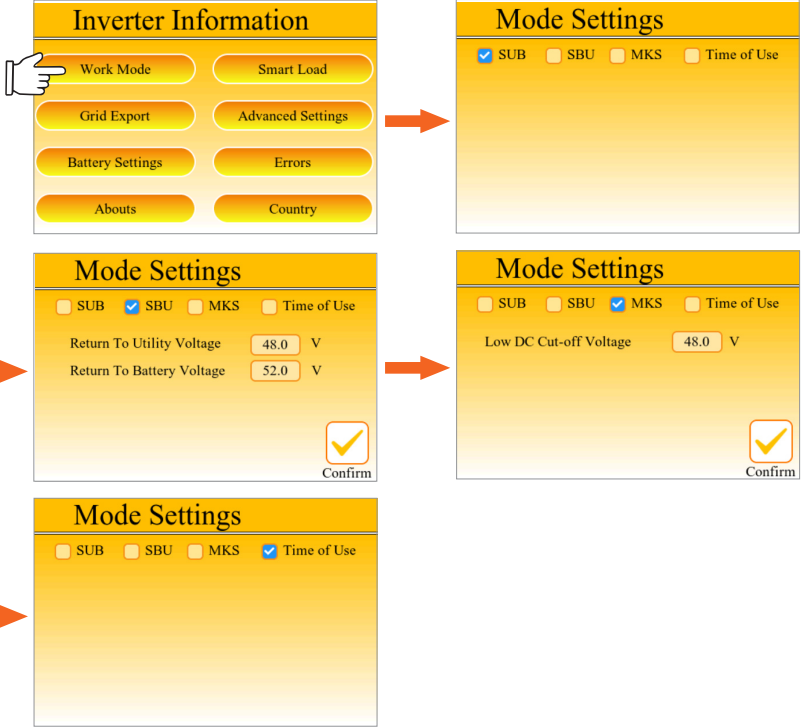 Inverter Information
Work Mode
Smart Load
Grid Export
Advanced Settings
Battery Settings
Errors
Abouts
Country
Mode Settings
SUB SBU MKS Time of Use
Mode Settings
SUB SBU MKS Time of Use
Return To Utility Voltage 48.0 V
Return To Battery Voltage 52.0 V
Confirm
Mode Settings
SUB SBU MKS Time of Use
Low DC Cut-off Voltage 48.0 V
Confirm
Mode Settings
SUB SBU MKS Time of Use